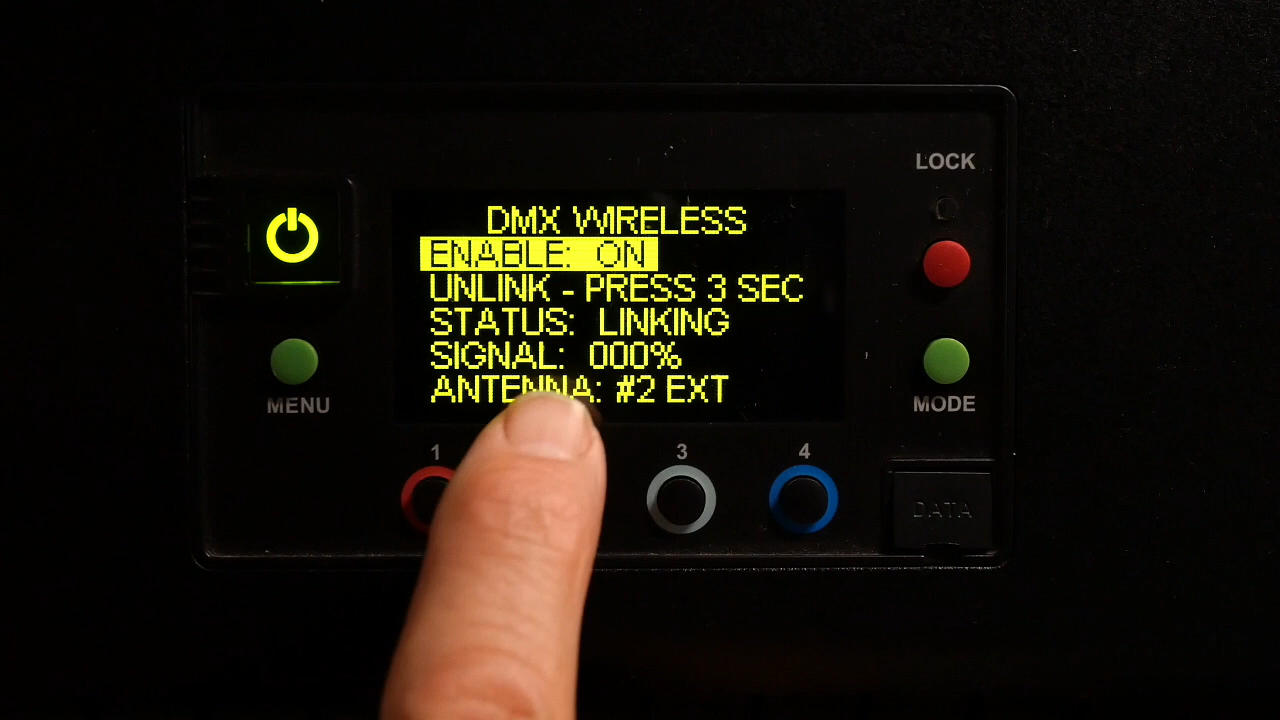 LOCK
DMX WIRELESS
ENABLE: ON
UNLINK - PRESS 3 SEC
STATUS: LINKING
SIGNAL: 000%
ANTENNA: #2 EXT
MENU
MODE
1
3
4
DATA